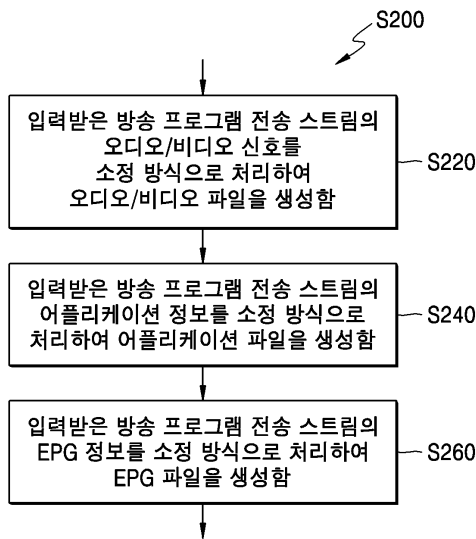 S200
입력받은 방송 프로그램 전송 스트림의
오디오/비디오 신호를
소정 방식으로 처리하여
오디오/비디오 파일을 생성함
S220
입력받은 방송 프로그램 전송 스트림의
어플리케이션 정보를 소정 방식으로
처리하여 어플리케이션 파일을 생성함
S240
입력받은 방송 프로그램 전송 스트림의
EPG 정보를 소정 방식으로 처리하여
EPG 파일을 생성함
S260